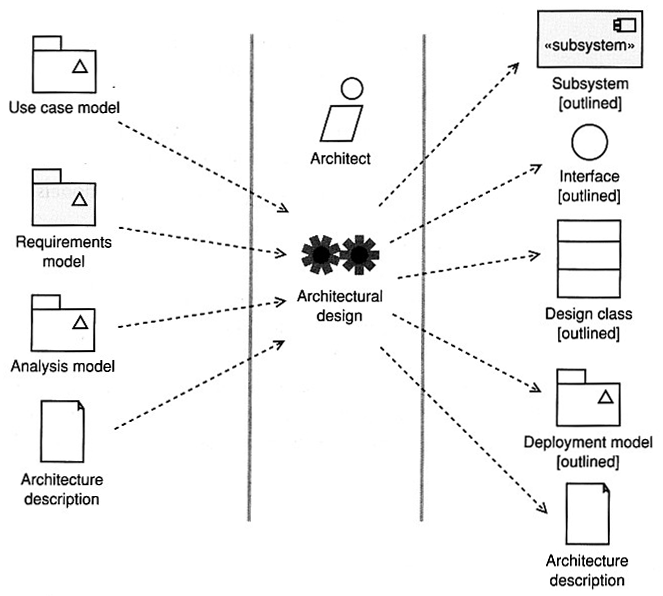 Use case model
Requirements
model
Analysis model
Architecture
description
Architect
Architectural
design
«subsystem»
Subsystem
[outlined]
Interface
[outlined]
Design class
[outlined]
Deployment model
[outlined]
Architecture
description